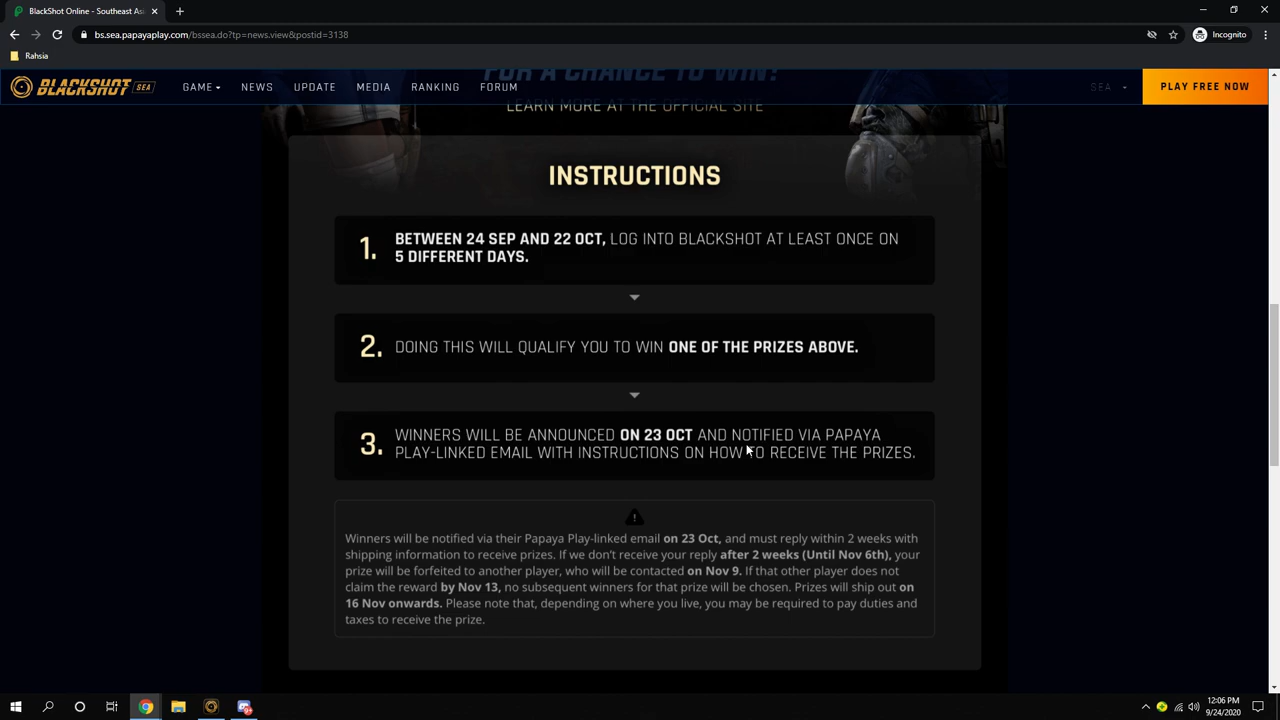 BlackShot Online - Southeast Asi
bs.sea.papayaplay.com/bssea.do?tp=news.view&postid=3138
Incognito
Rahsia
BLACKSHOT SEA
GAME
NEWS
UPDATE
MEDIA
RANKING
FORUM
SEA
PLAY FREE NOW
FOR A CHANCE TO WIN!
LEARN MORE AT THE OFFICIAL SITE
INSTRUCTIONS
1.
BETWEEN 24 SEP AND 22 OCT, LOG INTO BLACKSHOT AT LEAST ONCE ON
5 DIFFERENT DAYS.
2.
DOING THIS WILL QUALIFY YOU TO WIN ONE OF THE PRIZES ABOVE.
3.
WINNERS WILL BE ANNOUNCED ON 23 OCT AND NOTIFIED VIA PAPAYA
PLAY-LINKED EMAIL WITH INSTRUCTIONS ON HOW TO RECEIVE THE PRIZES.
Winners will be notified via their Papaya Play-linked email on 23 Oct, and must reply within 2 weeks with
shipping information to receive prizes. If we don't receive your reply after 2 weeks (Until Nov 6th), your
prize will be forfeited to another player, who will be contacted on Nov 9. If that other player does not
claim the reward by Nov 13, no subsequent winners for that prize will be chosen. Prizes will ship out on
16 Nov onwards. Please note that, depending on where you live, you may be required to pay duties and
taxes to receive the prize.
12:06 PM
9/24/2020